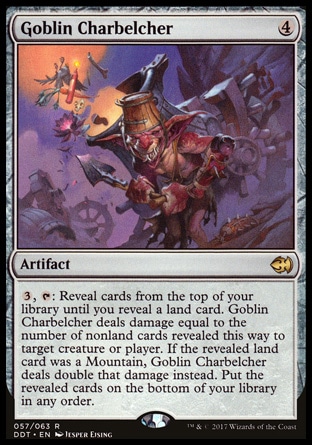 Goblin Charbelcher 4
Artifact
3, T: Reveal cards from the top of your
library until you reveal a land card. Goblin
Charbelcher deals damage equal to the
number of nonland cards revealed this way to
target creature or player. If the revealed
land card was a Mountain, Goblin Charbelcher
deals double that damage instead. Put the
revealed cards on the bottom of your library
in any order.
057/063 R
DDT • EN Jesper Ejsing
™ & © 2017 Wizards of the Coast